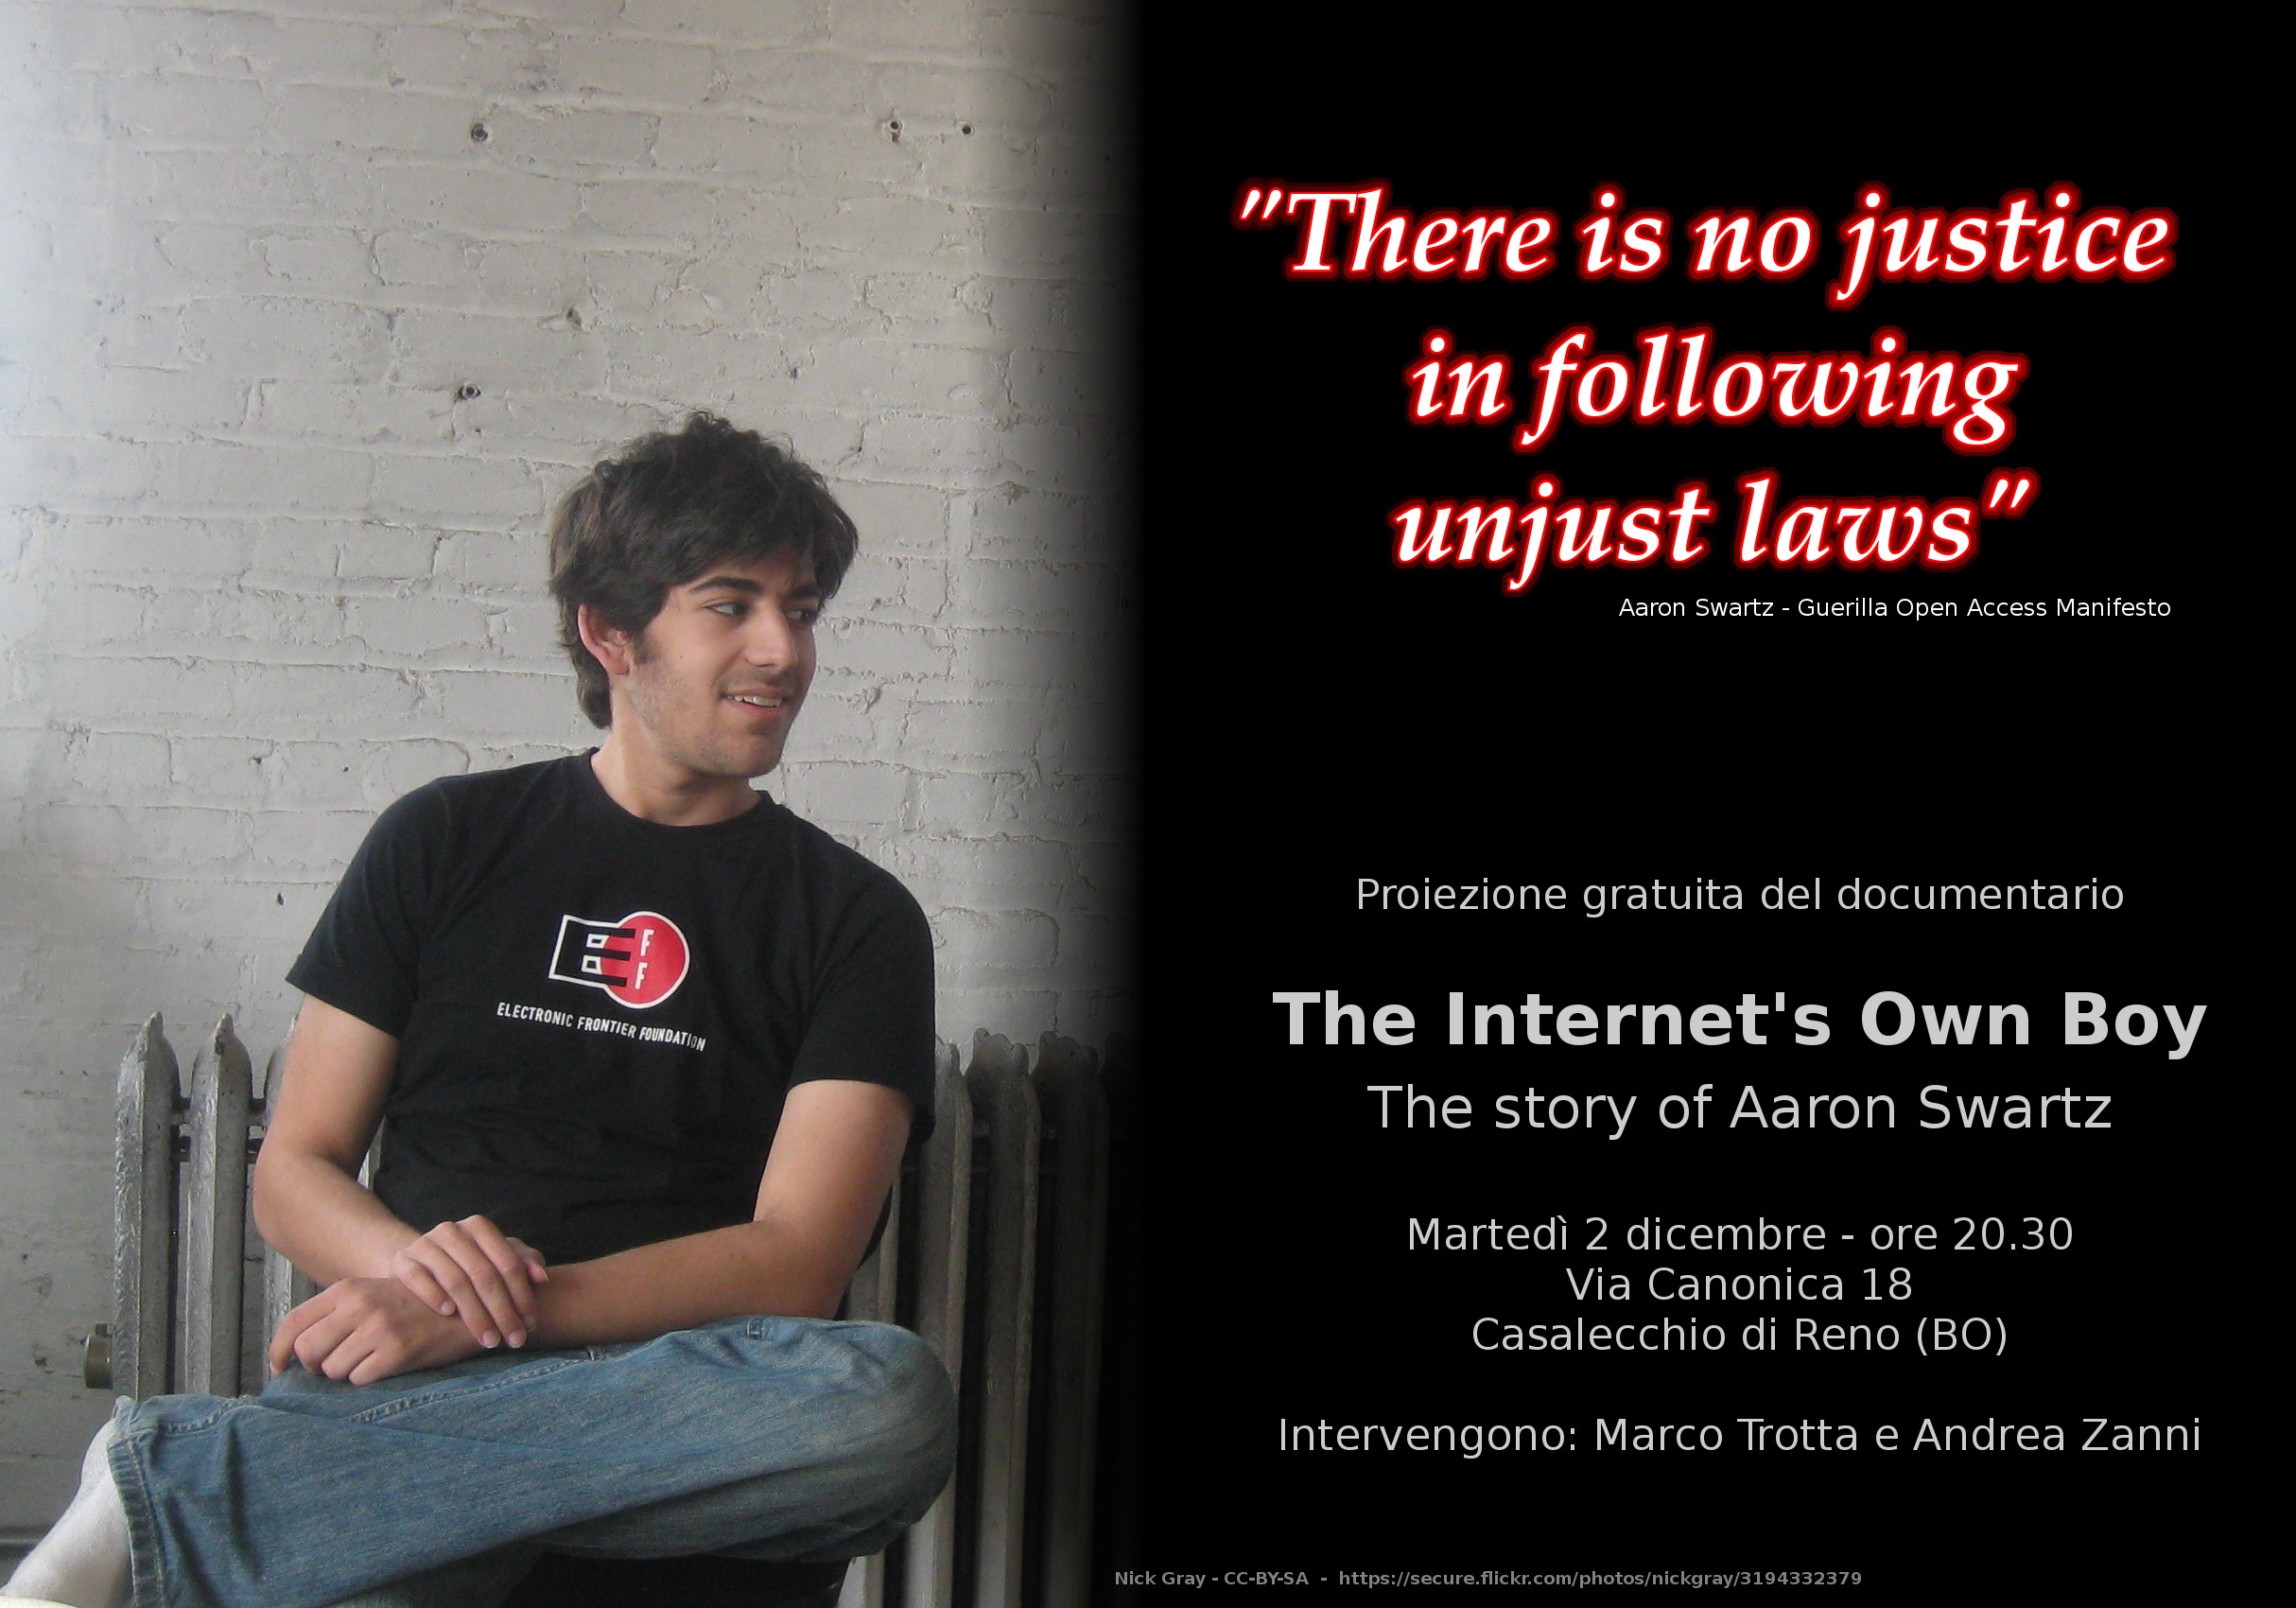 "There is no justice
in following
unjust laws"
Aaron Swartz - Guerilla Open Access Manifesto
E F F
ELECTRONIC FRONTIER FOUNDATION
Proiezione gratuita del documentario
The Internet's Own Boy
The story of Aaron Swartz
Martedì 2 dicembre - ore 20.30
Via Canonica 18
Casalecchio di Reno (BO)
Intervengono: Marco Trotta e Andrea Zanni
Nick Gray - CC-BY-SA - https://secure.flickr.com/photos/nickgray/3194332379